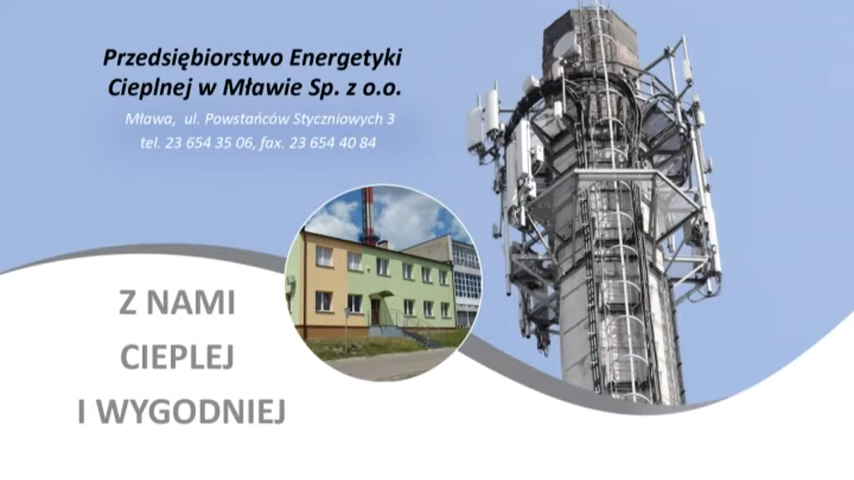 Przedsiębiorstwo Energetyki
Cieplnej w Mławie Sp. z o.o.
Mława, ul. Powstańców Styczniowych 3
tel. 23 654 35 06, fax. 23 654 40 84
Z NAMI
CIEPLEJ
I WYGODNIEJ